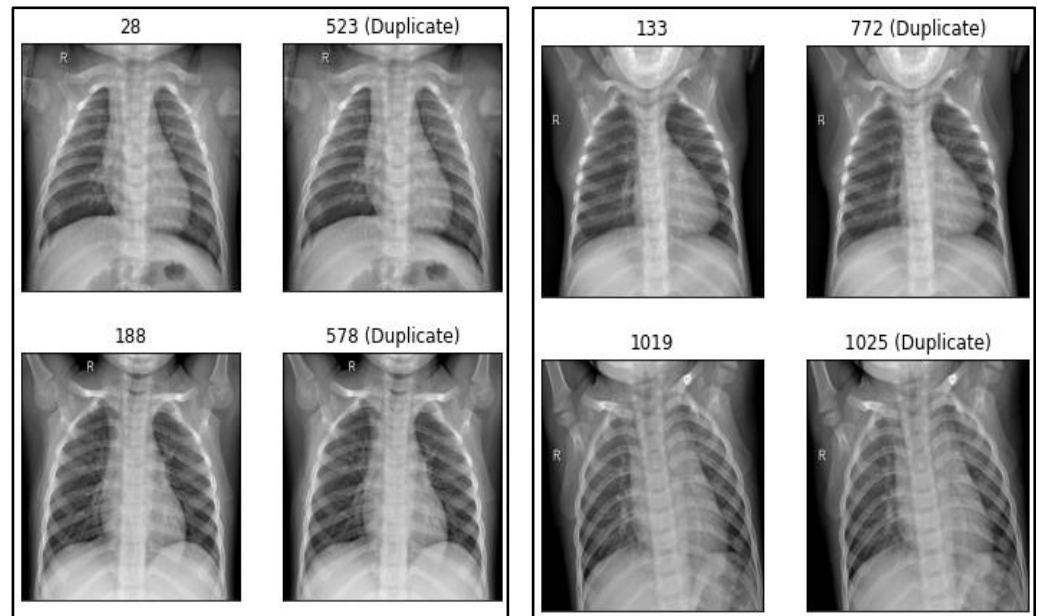 28
523 (Duplicate)
R
R
188
578 (Duplicate)
R
R
133
772 (Duplicate)
R
R
1019
1025 (Duplicate)
R
R